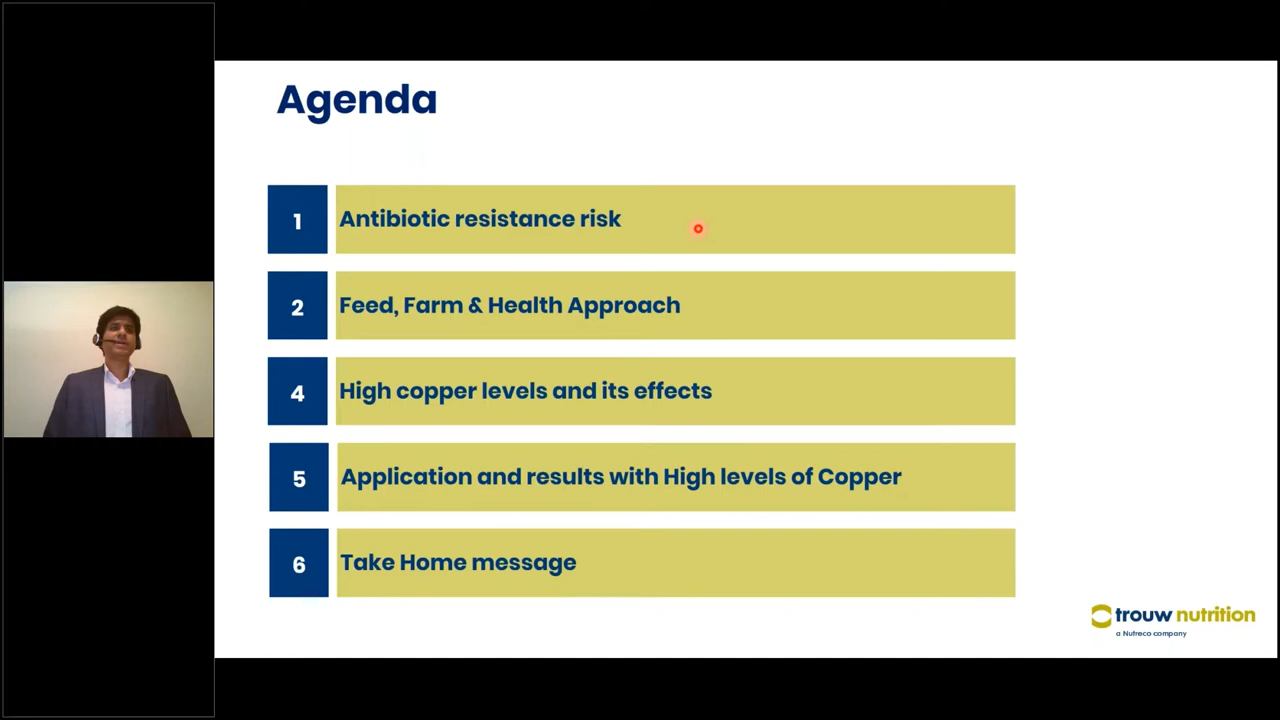 Agenda
1
Antibiotic resistance risk
2
Feed, Farm & Health Approach
4
High copper levels and its effects
5
Application and results with High levels of Copper
6
Take Home message
trouw nutrition
a Nutreco company